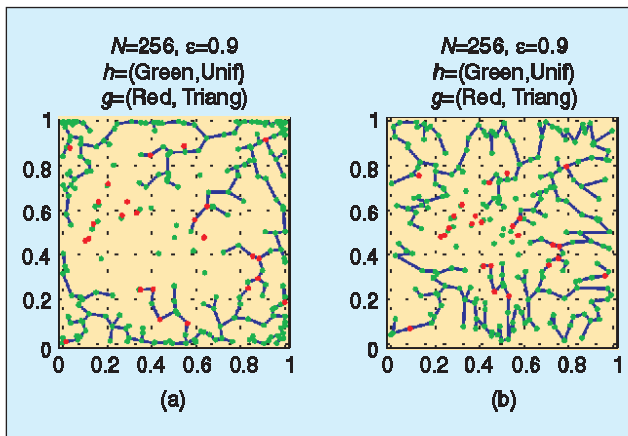 N=256, ε=0.9
h=(Green,Unif)
g=(Red, Triang)
1
0.8
0.6
0.4
0.2
0
0 0.2 0.4 0.6 0.8 1
(a)
N=256, ε=0.9
h=(Green,Unif)
g=(Red, Triang)
1
0.8
0.6
0.4
0.2
0
0 0.2 0.4 0.6 0.8 1
(b)